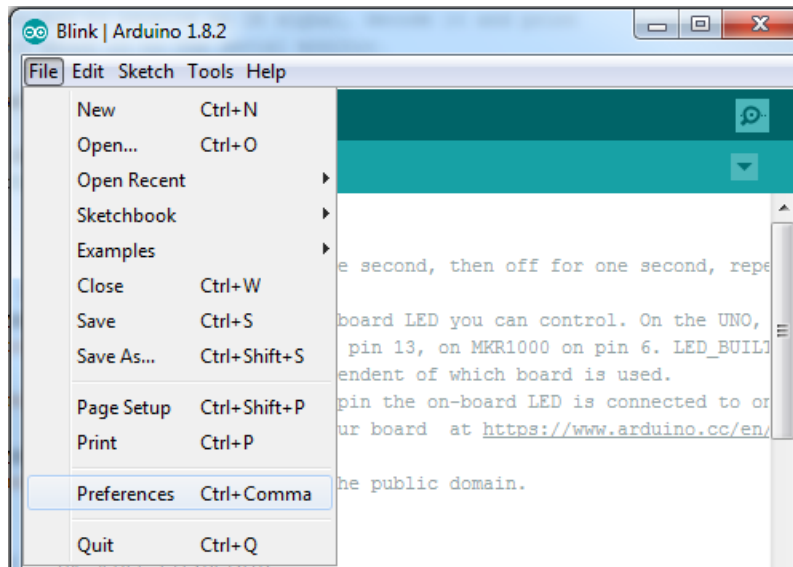 Blink | Arduino 1.8.2
File Edit Sketch Tools Help
New Ctrl+N
Open... Ctrl+O
Open Recent
Sketchbook
Examples
Close Ctrl+W
Save Ctrl+S
Save As... Ctrl+Shift+S
Page Setup Ctrl+Shift+P
Print Ctrl+P
Preferences Ctrl+Comma
Quit Ctrl+Q
e second, then off for one second, repe
board LED you can control. On the UNO,
pin 13, on MKR1000 on pin 6. LED_BUIL
endent of which board is used.
pin the on-board LED is connected to on
ur board at https://www.arduino.cc/en/
he public domain.